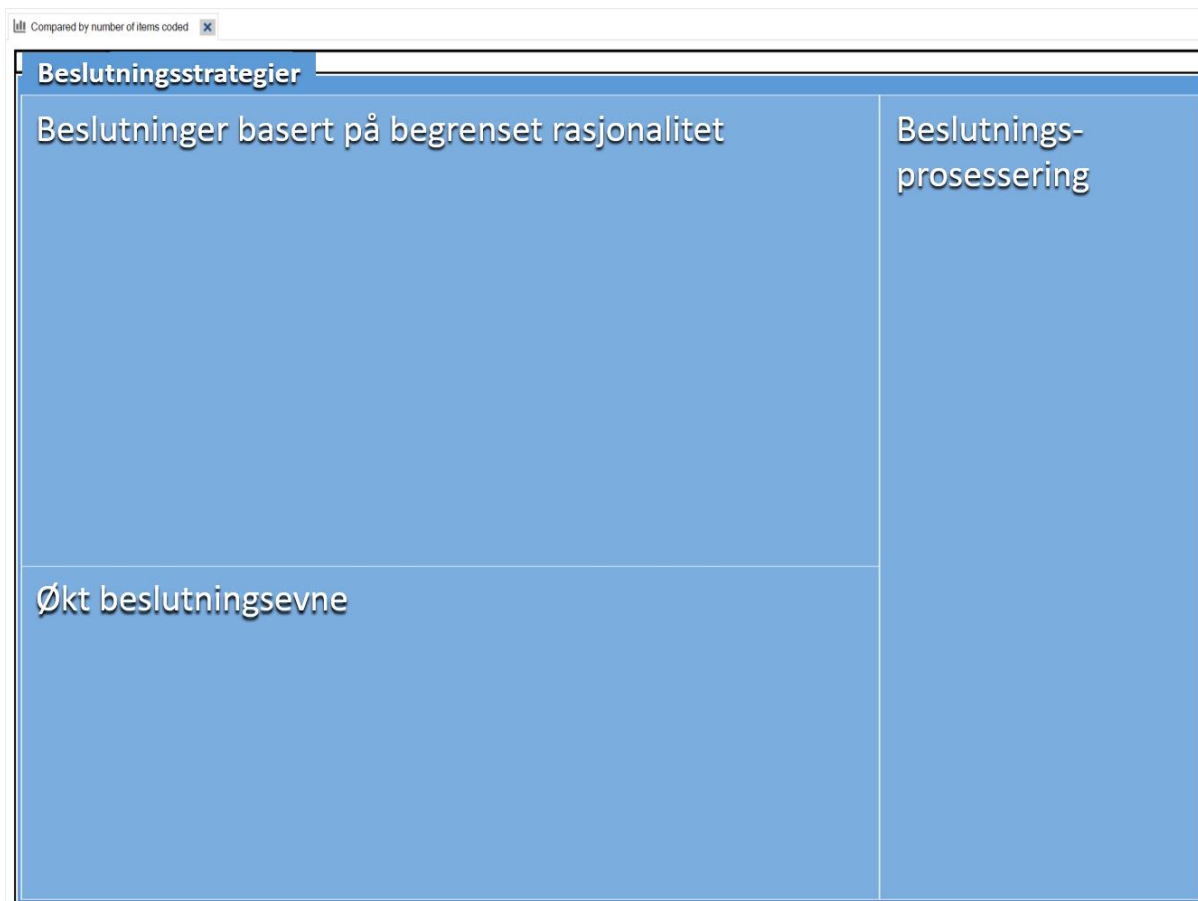 Compared by number of items coded
Beslutningsstrategier
Beslutninger basert på begrenset rasjonalitet
Beslutnings-
prosessering
Økt beslutningsevne